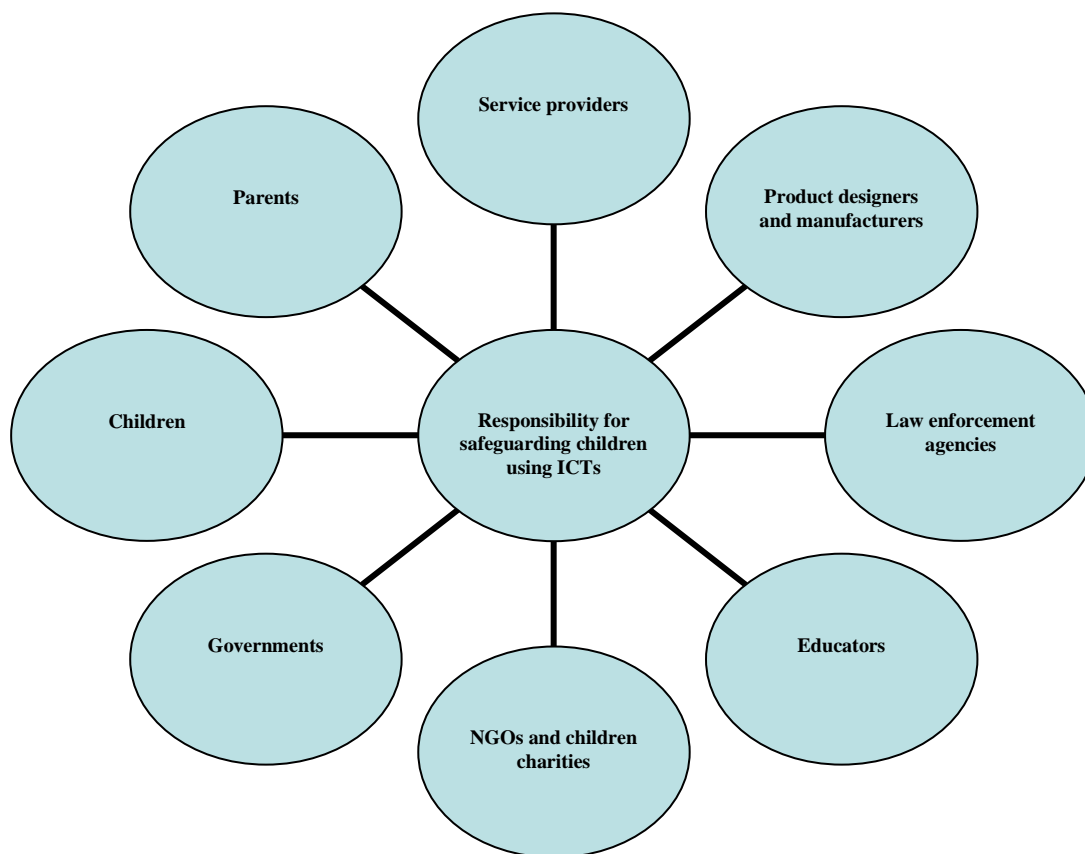 Service providers
Parents
Product designers
and manufacturers
Children
Responsibility for
safeguarding children
using ICTs
Law enforcement
agencies
Governments
Educators
NGOs and children
charities